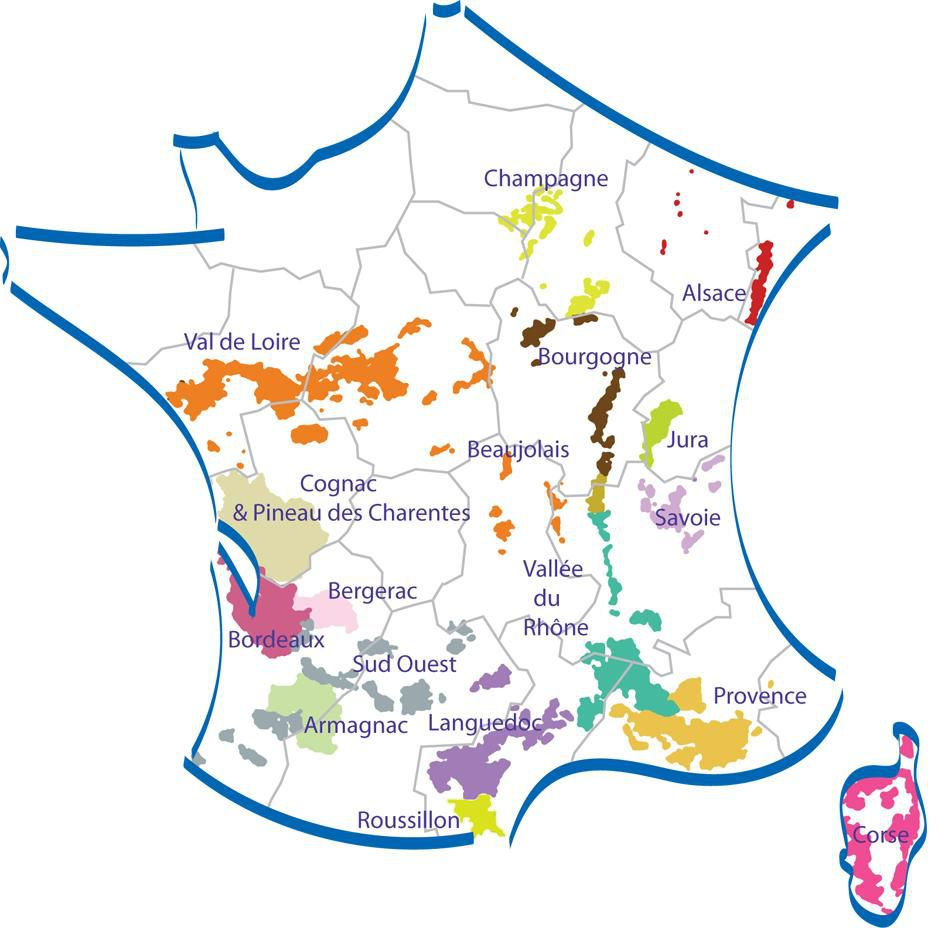 Champagne
Alsace
Val de Loire
Bourgogne
Jura
Beaujolais
Cognac
& Pineau des Charentes
Savoie
Vallée
du
Rhône
Bergerac
Bordeaux
Sud Ouest
Provence
Armagnac
Languedoc
Roussillon
Corse